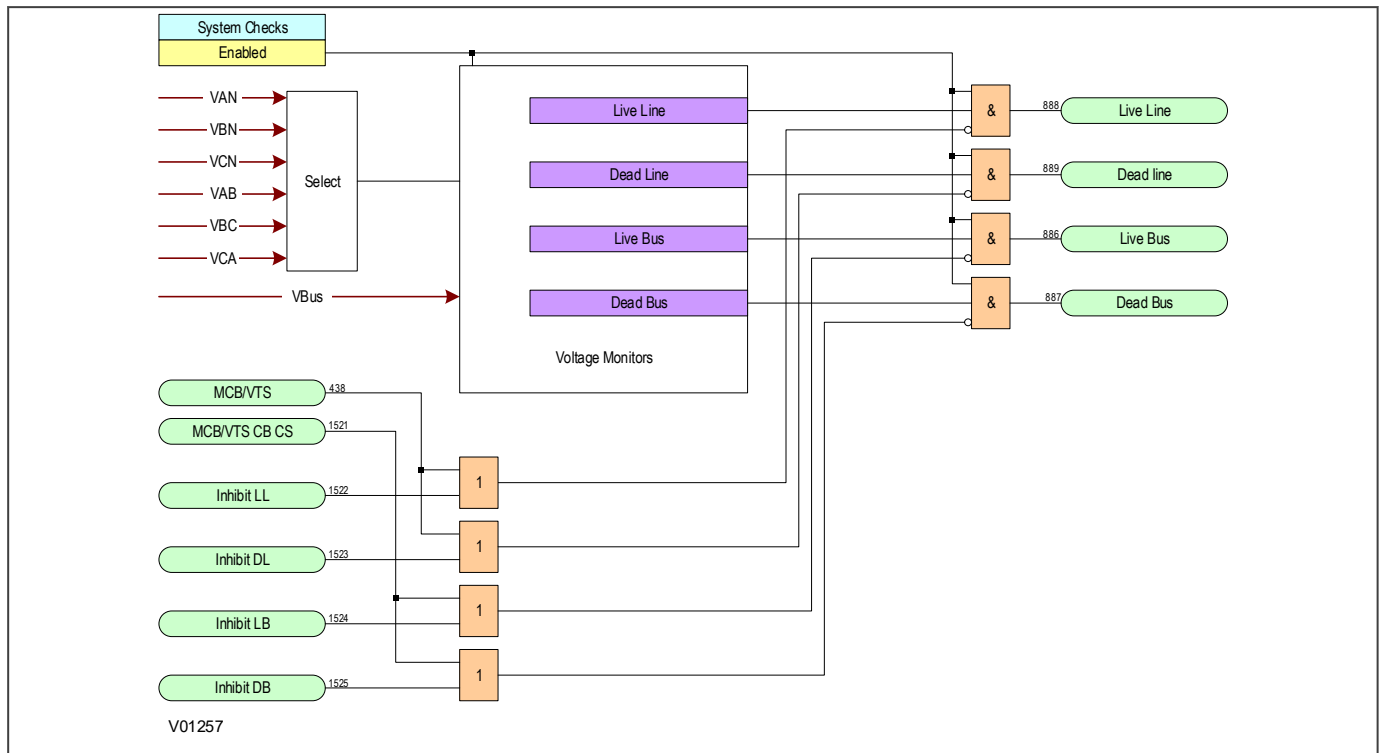 System Checks
Enabled
VAN
VBN
VCN
VAB
VBC
VCA
Select
VBus
Live Line
Dead Line
Live Bus
Dead Bus
Voltage Monitors
&
888
Live Line
&
889
Dead line
&
886
Live Bus
&
887
Dead Bus
MCB/VTS
438
MCB/VTS CB CS
1521
Inhibit LL
1522
1
Inhibit DL
1523
1
Inhibit LB
1524
1
Inhibit DB
1525
1
V01257